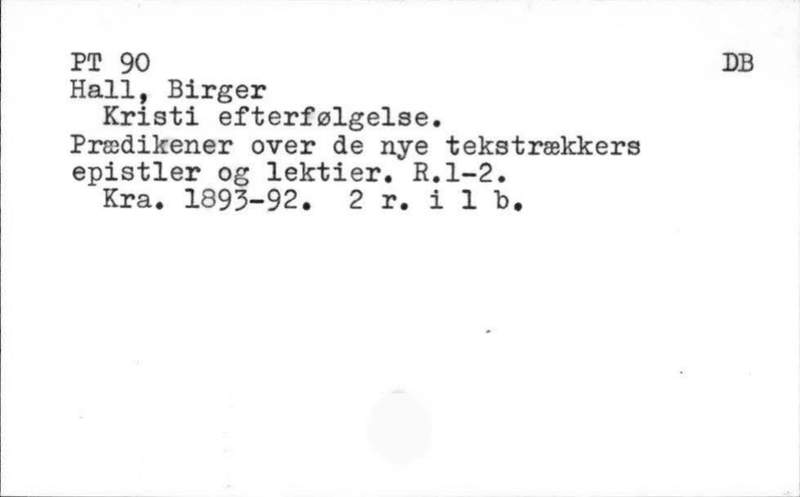 PT 90 DB
Hall, Birger
Kristi efterfølgelse.
Prædikener over de nye tekstrækkers
epistler og lektier. R.1-2.
Kra. 1893-92. 2 r. i 1 b.